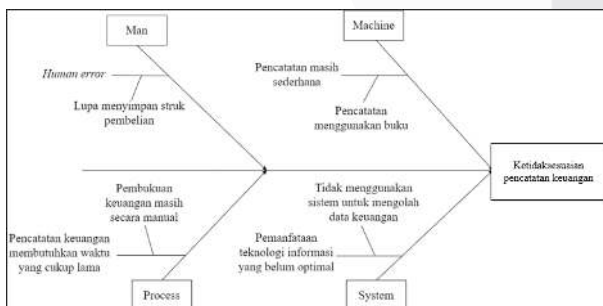 Man
Machine
Human error
Lupa menyimpan struk
pembelian
Pencatatan masih
sederhana
Pencatatan
menggunakan buku
Ketidaksesuaian
pencatatan keuangan
Pembukuan
keuangan masih
secara manual
Pencatatan keuangan
membutuhkan waktu
yang cukup lama
Tidak menggunakan
sistem untuk mengolah
data keuangan
Pemanfataan
teknologi informasi
yang belum optimal
Process
System